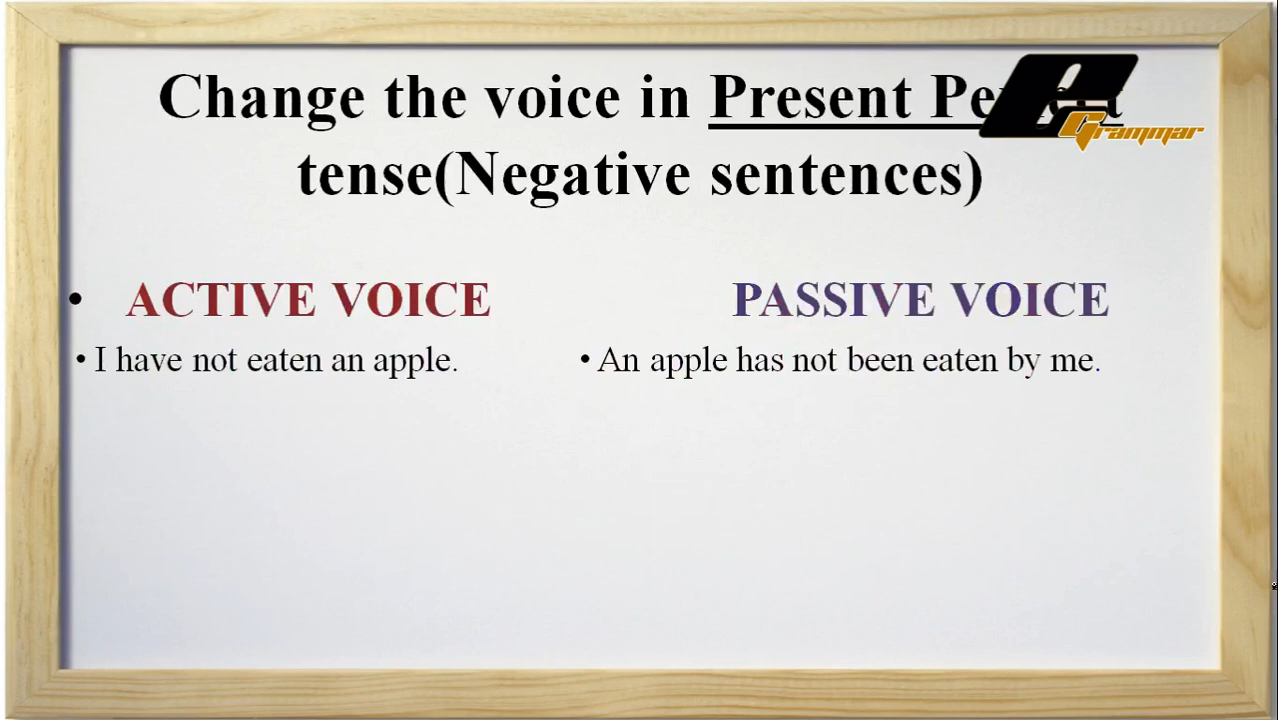 Change the voice in Present
tense(Negative sentences)
Grammar
• ACTIVE VOICE
PASSIVE VOICE
• I have not eaten an apple.
• An apple has not been eaten by me.